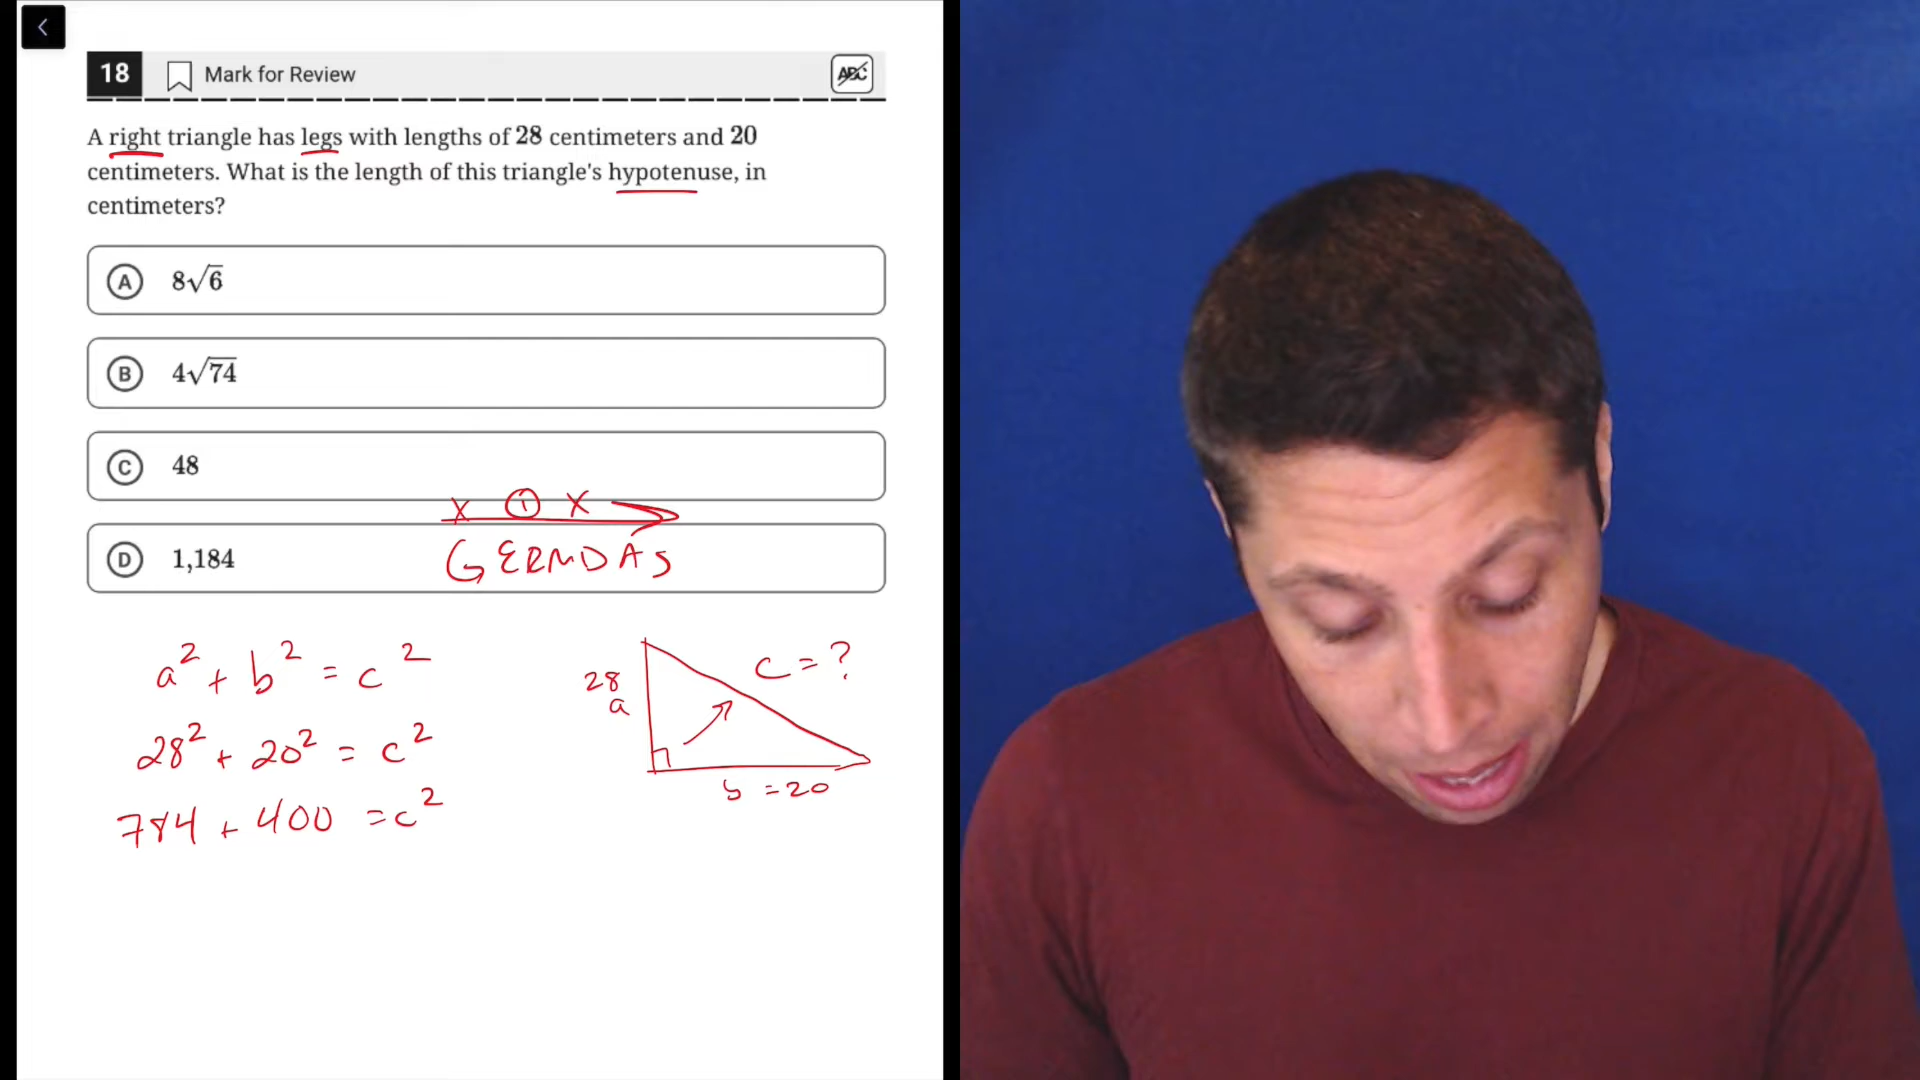 18 Mark for Review ABC
A right triangle has legs with lengths of 28 centimeters and 20
centimeters. What is the length of this triangle's hypotenuse, in
centimeters?
A 8√6
B 4√74
C 48
X 1 X
D 1,184
GERMDAS
a² + b² = c²
28² + 20² = c²
784 + 400 = c²
28
a
c = ?
b = 20